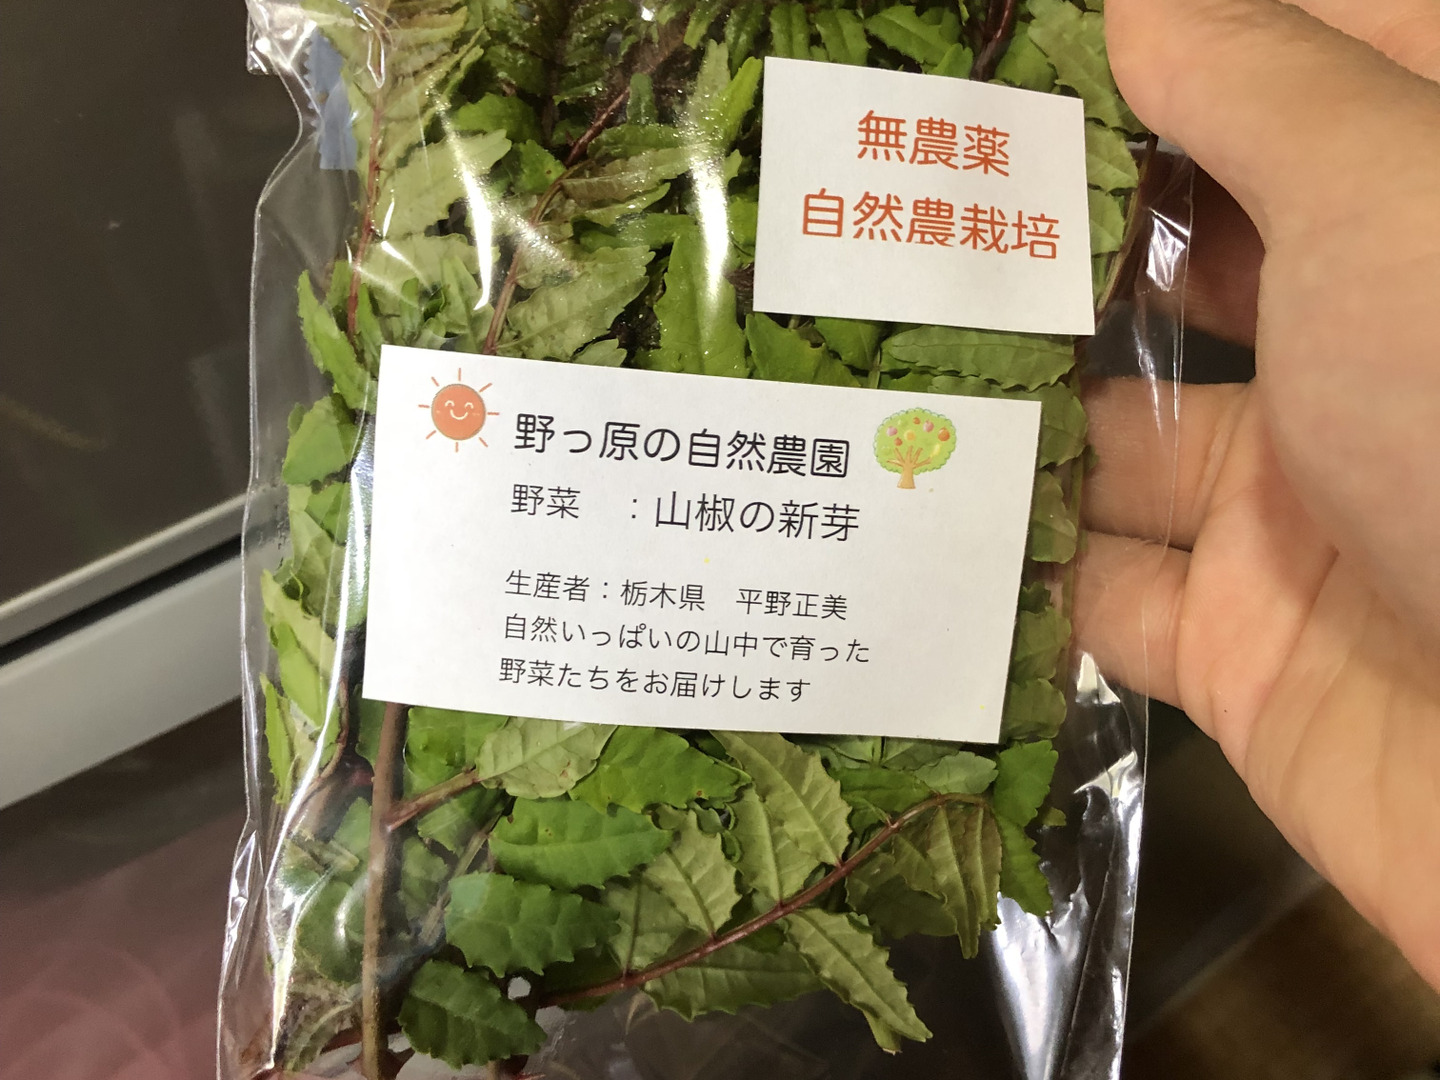 無農薬
自然農栽培
野っ原の自然農園
野菜　：山椒の新芽
生産者：栃木県　平野正美
自然いっぱいの山中で育った
野菜たちをお届けします